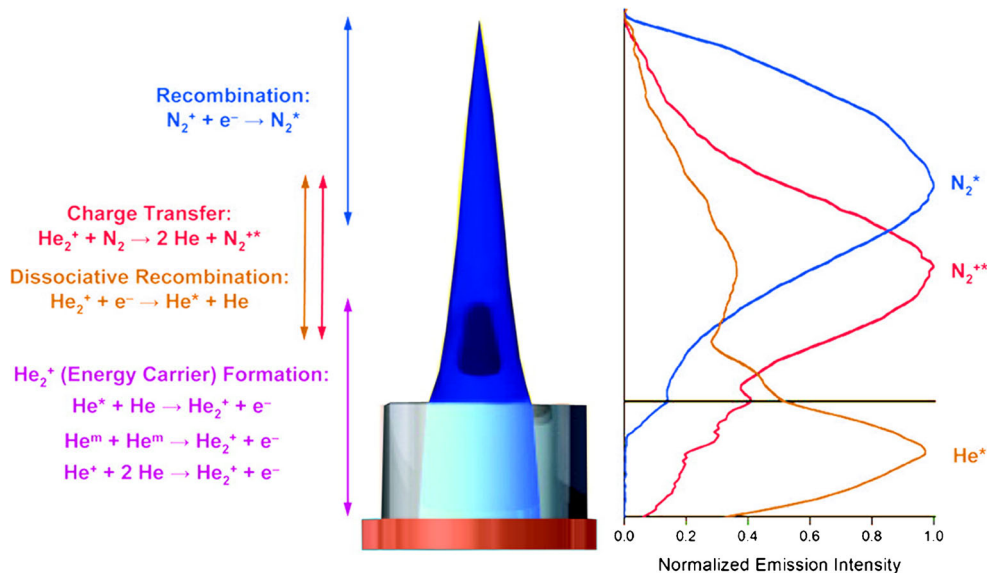 Recombination:
N₂⁺ + e⁻ → N₂*
Charge Transfer:
He₂⁺ + N₂ → 2 He + N₂⁺*
Dissociative Recombination:
He₂⁺ + e⁻ → He* + He
He₂⁺ (Energy Carrier) Formation:
He* + He → He₂⁺ + e⁻
Heᵐ + Heᵐ → He₂⁺ + e⁻
He⁺ + 2 He → He₂⁺ + e⁻
N₂*
N₂⁺*
He*
0.0 0.2 0.4 0.6 0.8 1.0
Normalized Emission Intensity